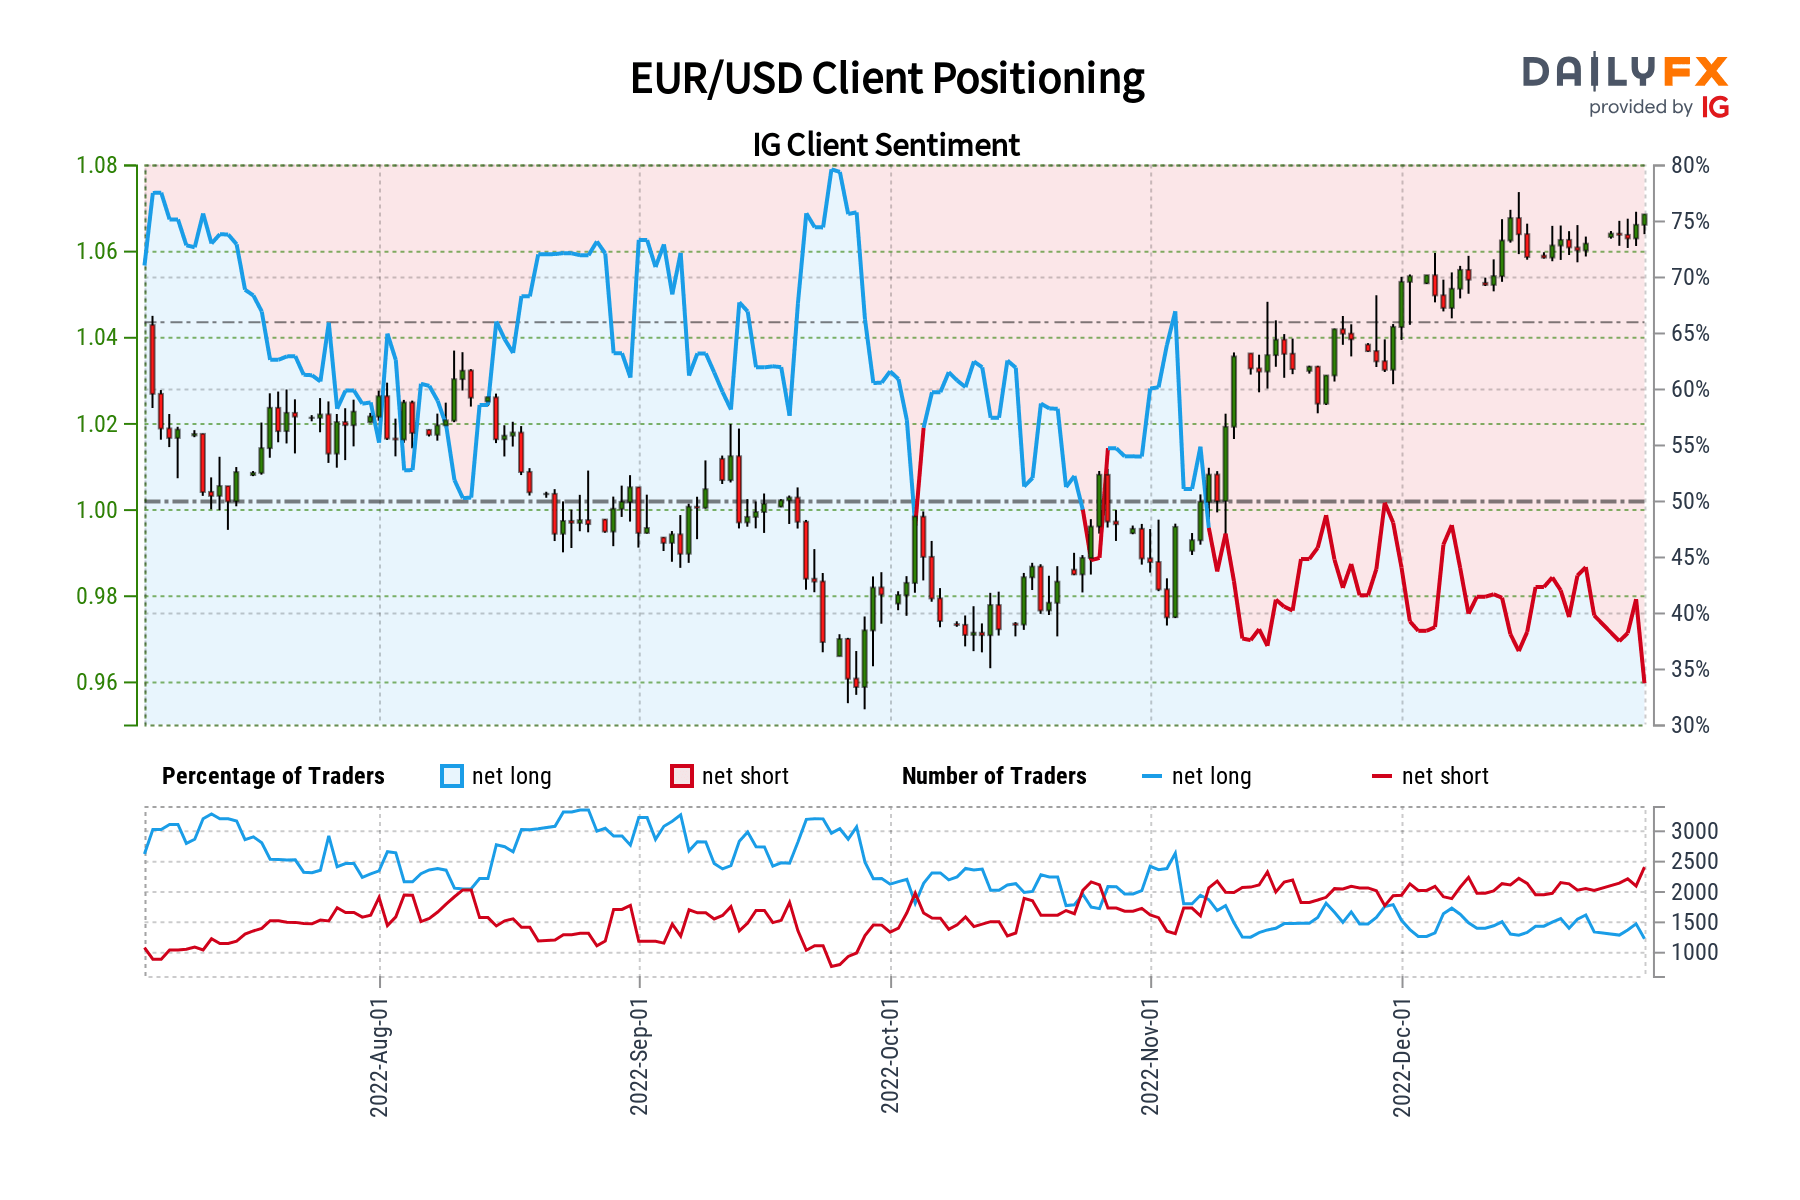 EUR/USD Client Positioning
DAILYFX
provided by IG
IG Client Sentiment
1.08
1.06
1.04
1.02
1.00
0.98
0.96
80%
75%
70%
65%
60%
55%
50%
45%
40%
35%
30%
Percentage of Traders net long net short Number of Traders net long net short
3000
2500
2000
1500
1000
2022-Aug-01
2022-Sep-01
2022-Oct-01
2022-Nov-01
2022-Dec-01